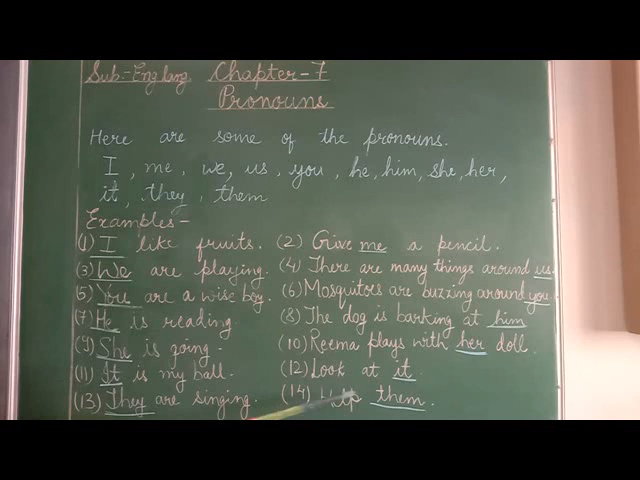 Sub:- Eng lang. Chapter-7
Pronouns
Here are some of the pronouns.
I, me, we, us, you, he, him, she, her,
it, they, them
Examples-
(1) I like fruits. (2) Give me a pencil.
(3) We are playing. (4) There are many things around us.
(5) You are a wise boy. (6) Mosquitors are buzzing around you.
(7) He is reading (8) The dog is barking at him
(9) She is going. (10) Reema plays with her doll.
(11) It is my ball. (12) Look at it.
(13) They are singing. (14) Help them.